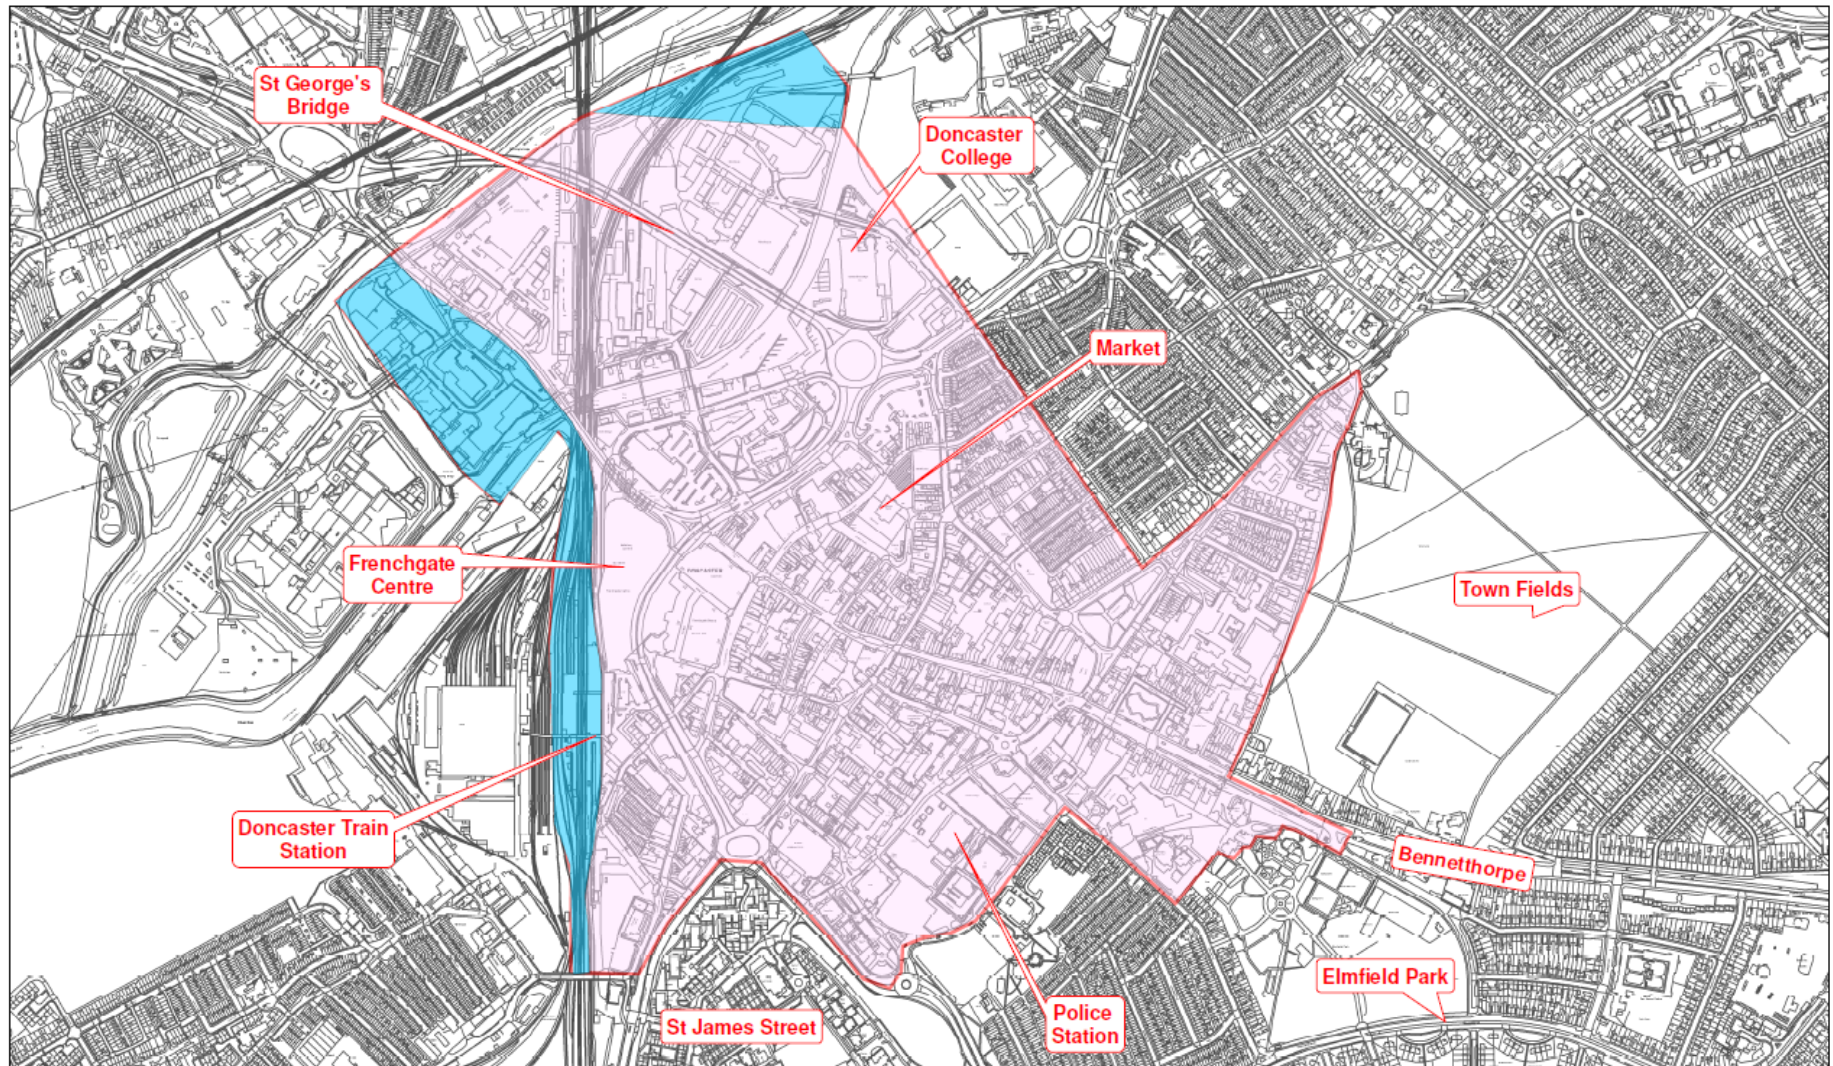 St George's
Bridge
Doncaster
College
Market
Frenchgate
Centre
Town Fields
Doncaster Train
Station
Bennetthorpe
Elmfield Park
St James Street
Police
Station